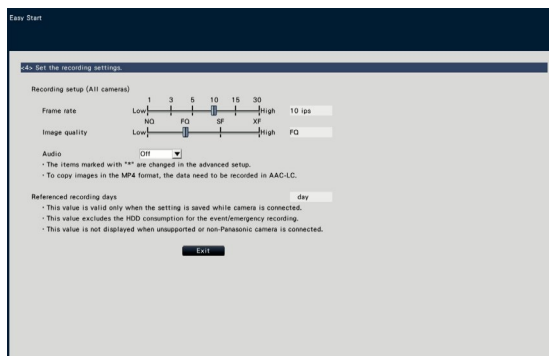 Easy Start
<4> Set the recording settings.
Recording setup (All cameras)
1 3 5 10 15 30
Frame rate Low High 10 ips
NQ FQ SF XF
Image quality Low High FQ
Audio Off
・The items marked with "*" are changed in the advanced setup.
・To copy images in the MP4 format, the data need to be recorded in AAC-LC.
Referenced recording days day
・This value is valid only when the setting is saved while camera is connected.
・This value excludes the HDD consumption for the event/emergency recording.
・This value is not displayed when unsupported or non-Panasonic camera is connected.
Exit